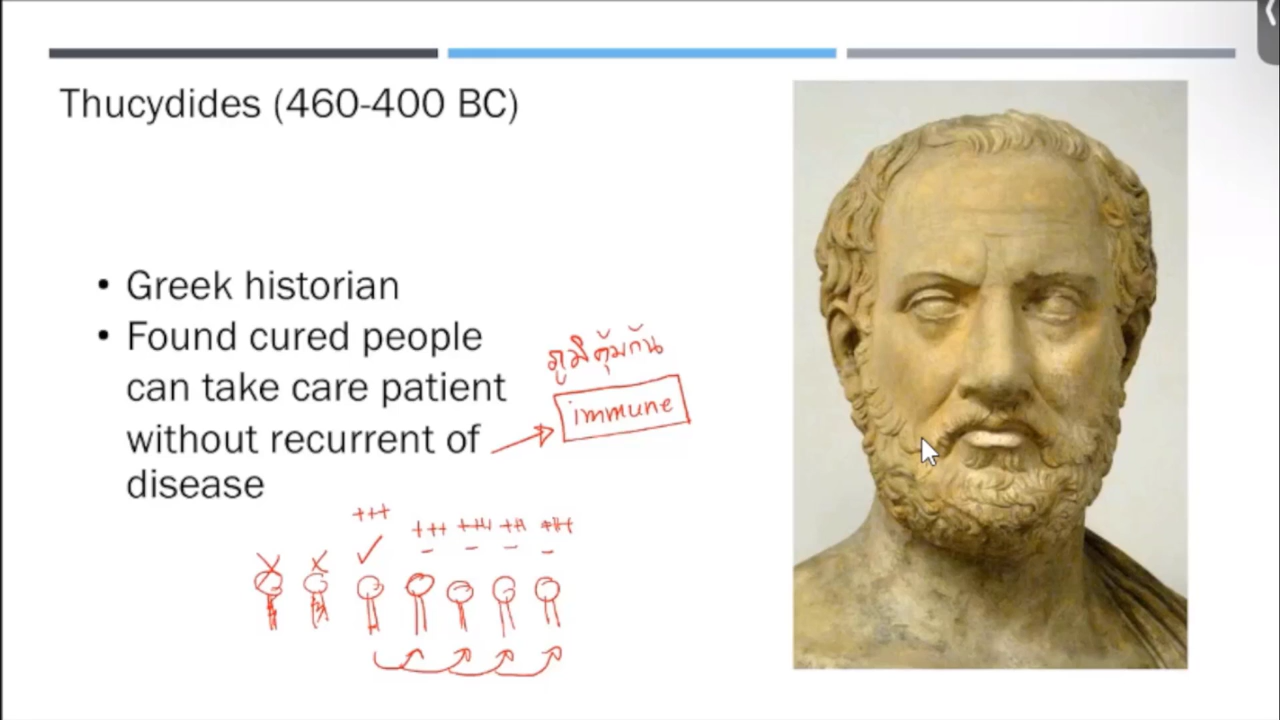 Thucydides (460-400 BC)
• Greek historian
• Found cured people
can take care patient
without recurrent of
disease
ภูมิคุ้มกัน
immune
+++
+++ +++ ++ +++